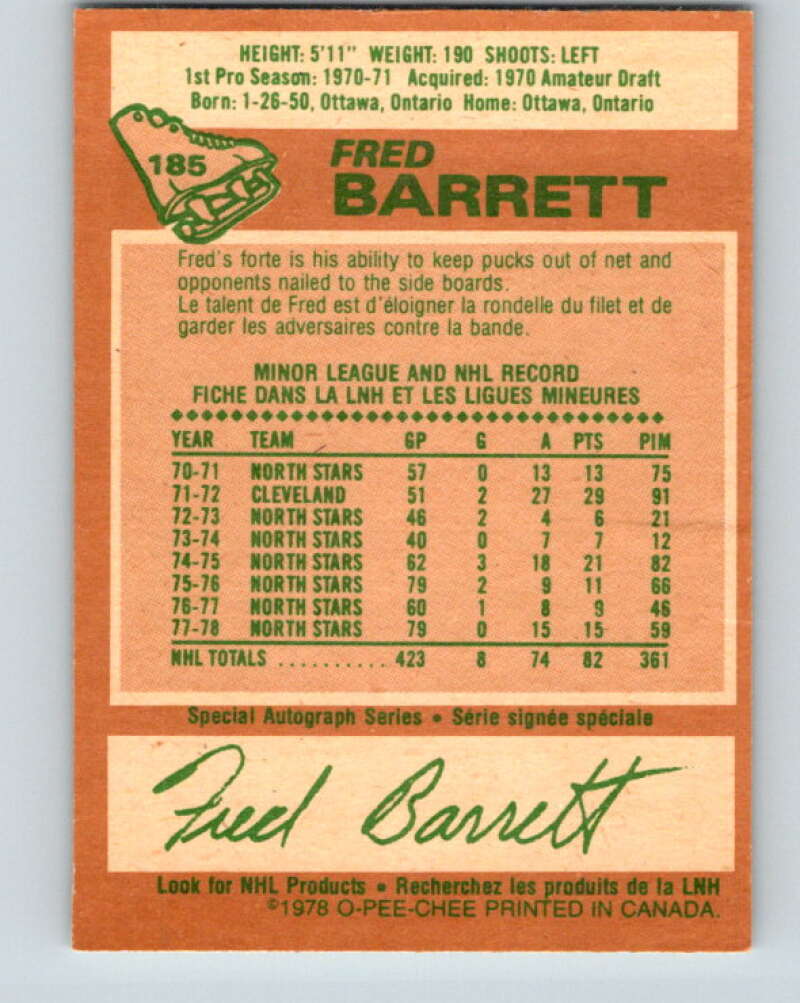 HEIGHT: 5'11" WEIGHT: 190 SHOOTS: LEFT
1st Pro Season: 1970-71 Acquired: 1970 Amateur Draft
Born: 1-26-50, Ottawa, Ontario Home: Ottawa, Ontario
185
FRED
BARRETT
Fred's forte is his ability to keep pucks out of net and
opponents nailed to the side boards.
Le talent de Fred est d'éloigner la rondelle du filet et de
garder les adversaires contre la bande.
MINOR LEAGUE AND NHL RECORD
FICHE DANS LA LNH ET LES LIGUES MINEURES
YEAR TEAM GP G A PTS PIM
70-71 NORTH STARS 57 0 13 13 75
71-72 CLEVELAND 51 2 27 29 91
72-73 NORTH STARS 46 2 4 6 21
73-74 NORTH STARS 40 0 7 7 12
74-75 NORTH STARS 62 3 18 21 82
75-76 NORTH STARS 79 2 9 11 66
76-77 NORTH STARS 60 1 8 9 46
77-78 NORTH STARS 79 0 15 15 59
NHL TOTALS .......... 423 8 74 82 361
Special Autograph Series • Série signée spéciale
Fred Barrett
Look for NHL Products • Recherchez les produits de la LNH
©1978 O-PEE-CHEE PRINTED IN CANADA.